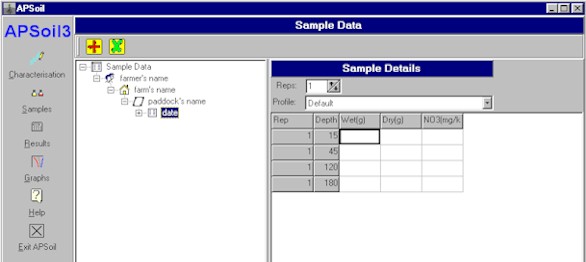 APSoil
APSoil3
Sample Data
Characterisation
Samples
Results
Graphs
Help
Exit APSoil
Sample Data
farmer's name
farm's name
paddock's name
date
Sample Details
Reps: 1
Profile: Default
Rep Depth Wet(g) Dry(g) NO3(mg/k
1 15
1 45
1 120
1 180